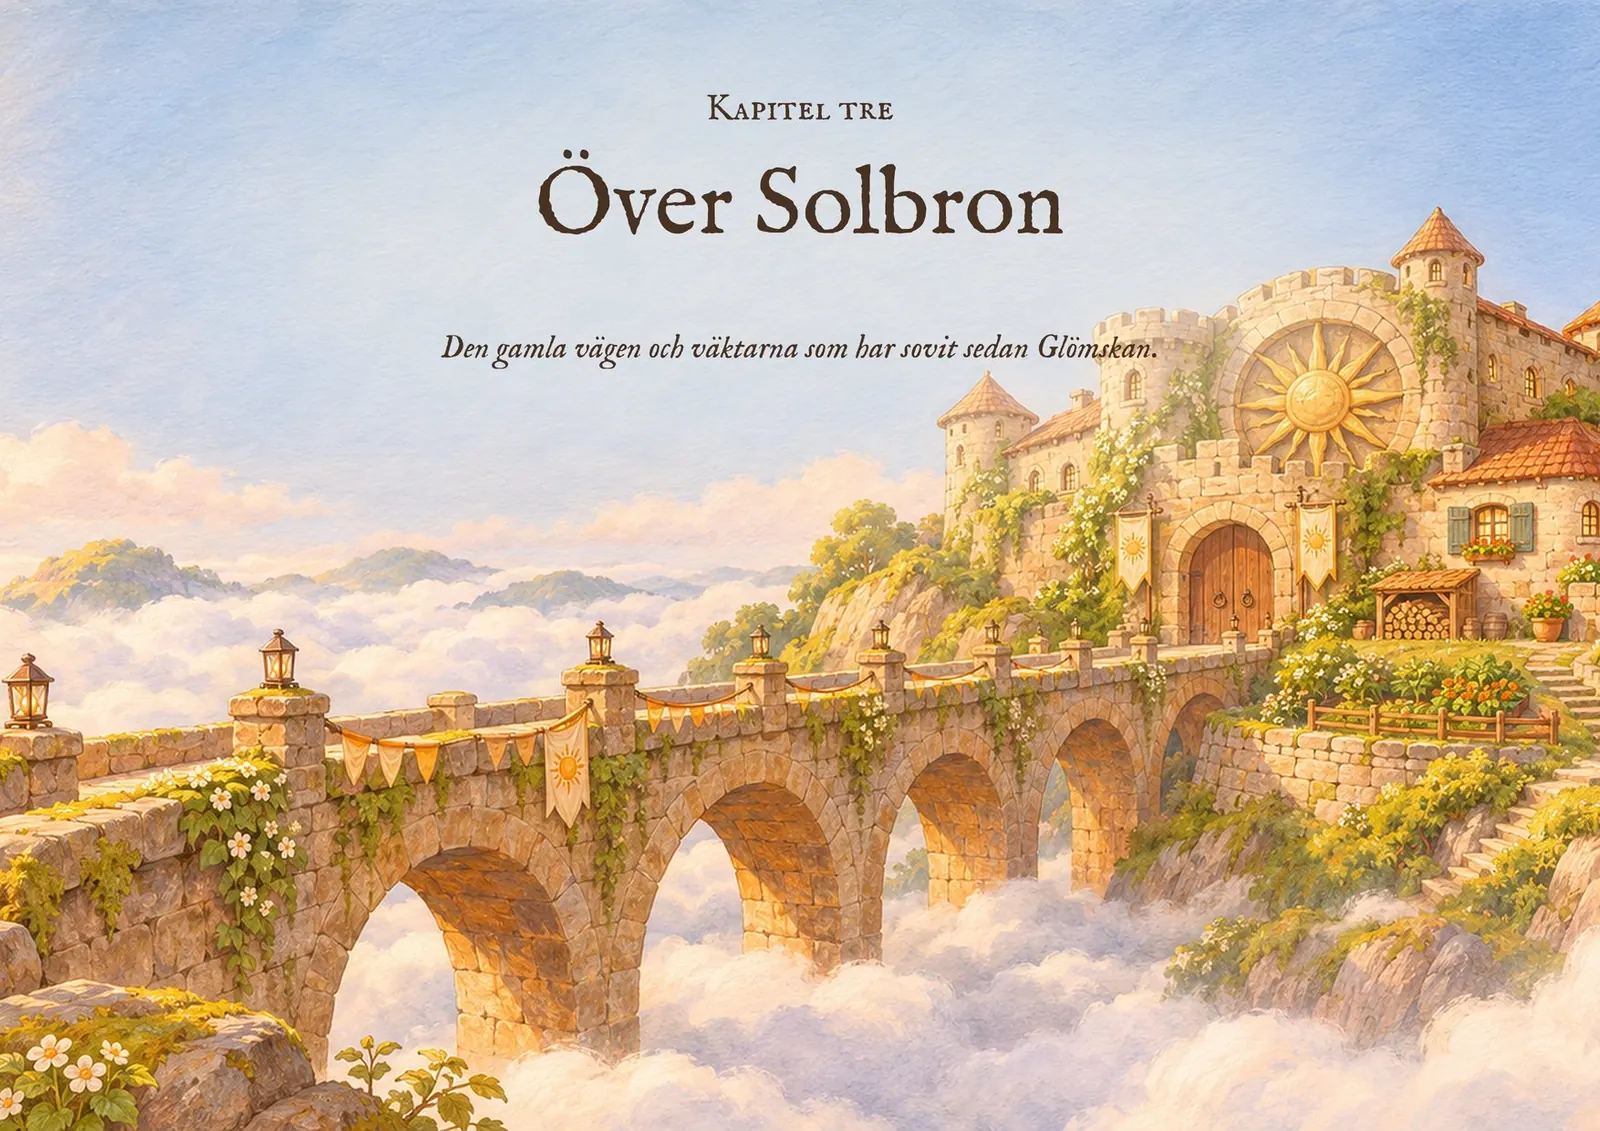 Kapitel tre
Över Solbron
Den gamla vägen och väktarna som har sovit sedan Glömskan.